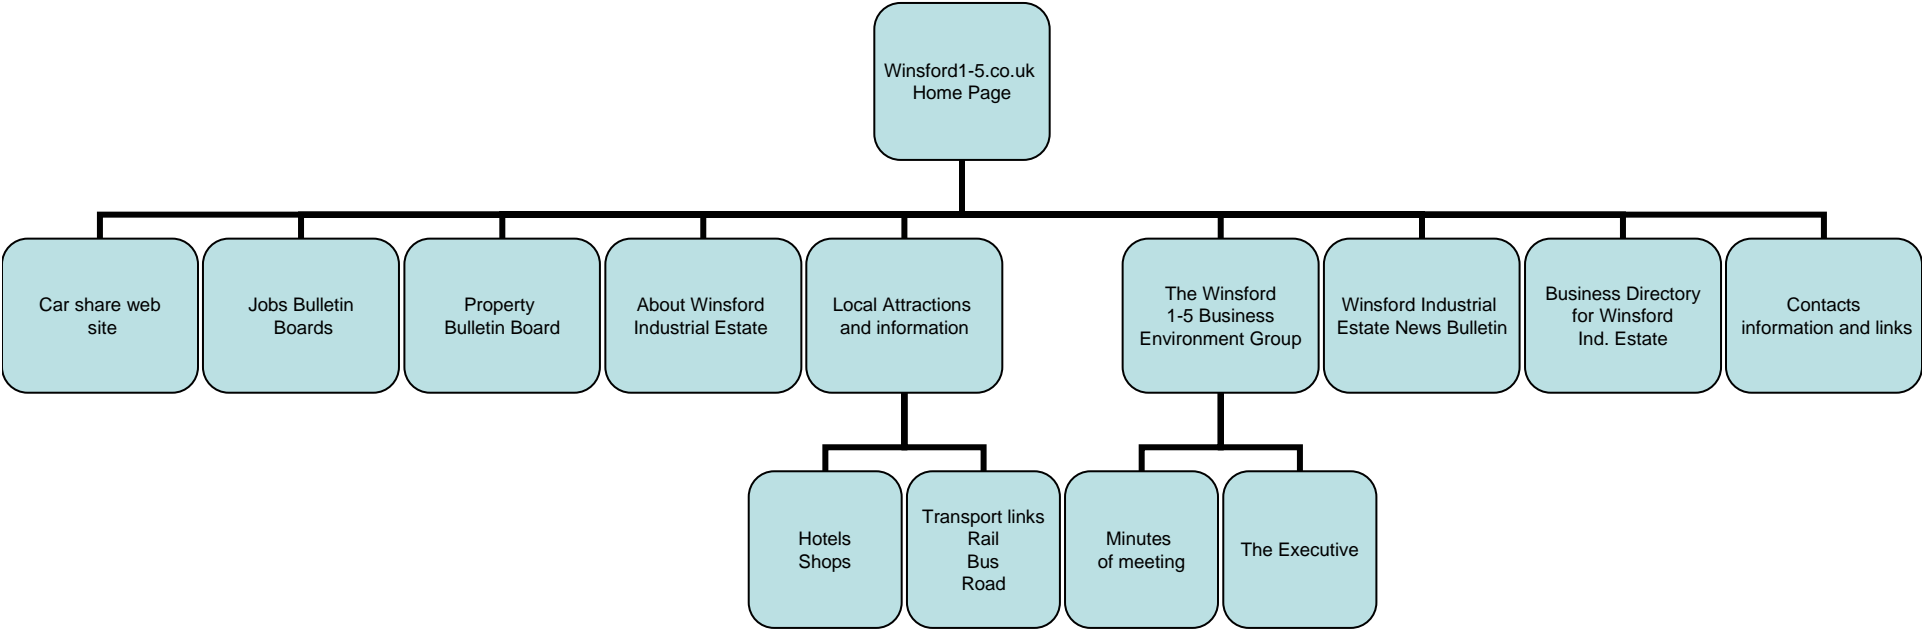 Winsford1-5.co.uk
Home Page
Car share web
site
Jobs Bulletin
Boards
Property
Bulletin Board
About Winsford
Industrial Estate
Local Attractions
and information
The Winsford
1-5 Business
Environment Group
Winsford Industrial
Estate News Bulletin
Business Directory
for Winsford
Ind. Estate
Contacts
information and links
Hotels
Shops
Transport links
Rail
Bus
Road
Minutes
of meeting
The Executive